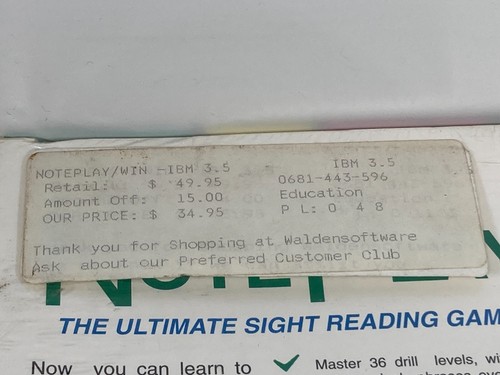 NOTEPLAY/WIN -IBM 3.5 IBM 3.5
Retail: $ 49.95 0681-443-596
Amount Off: 15.00 Education
OUR PRICE: $ 34.95 P L: 0 4 8
Thank you for Shopping at Waldensoftware
Ask about our Preferred Customer Club
THE ULTIMATE SIGHT READING GAM
Now you can learn to ✓ Master 36 drill levels, wi